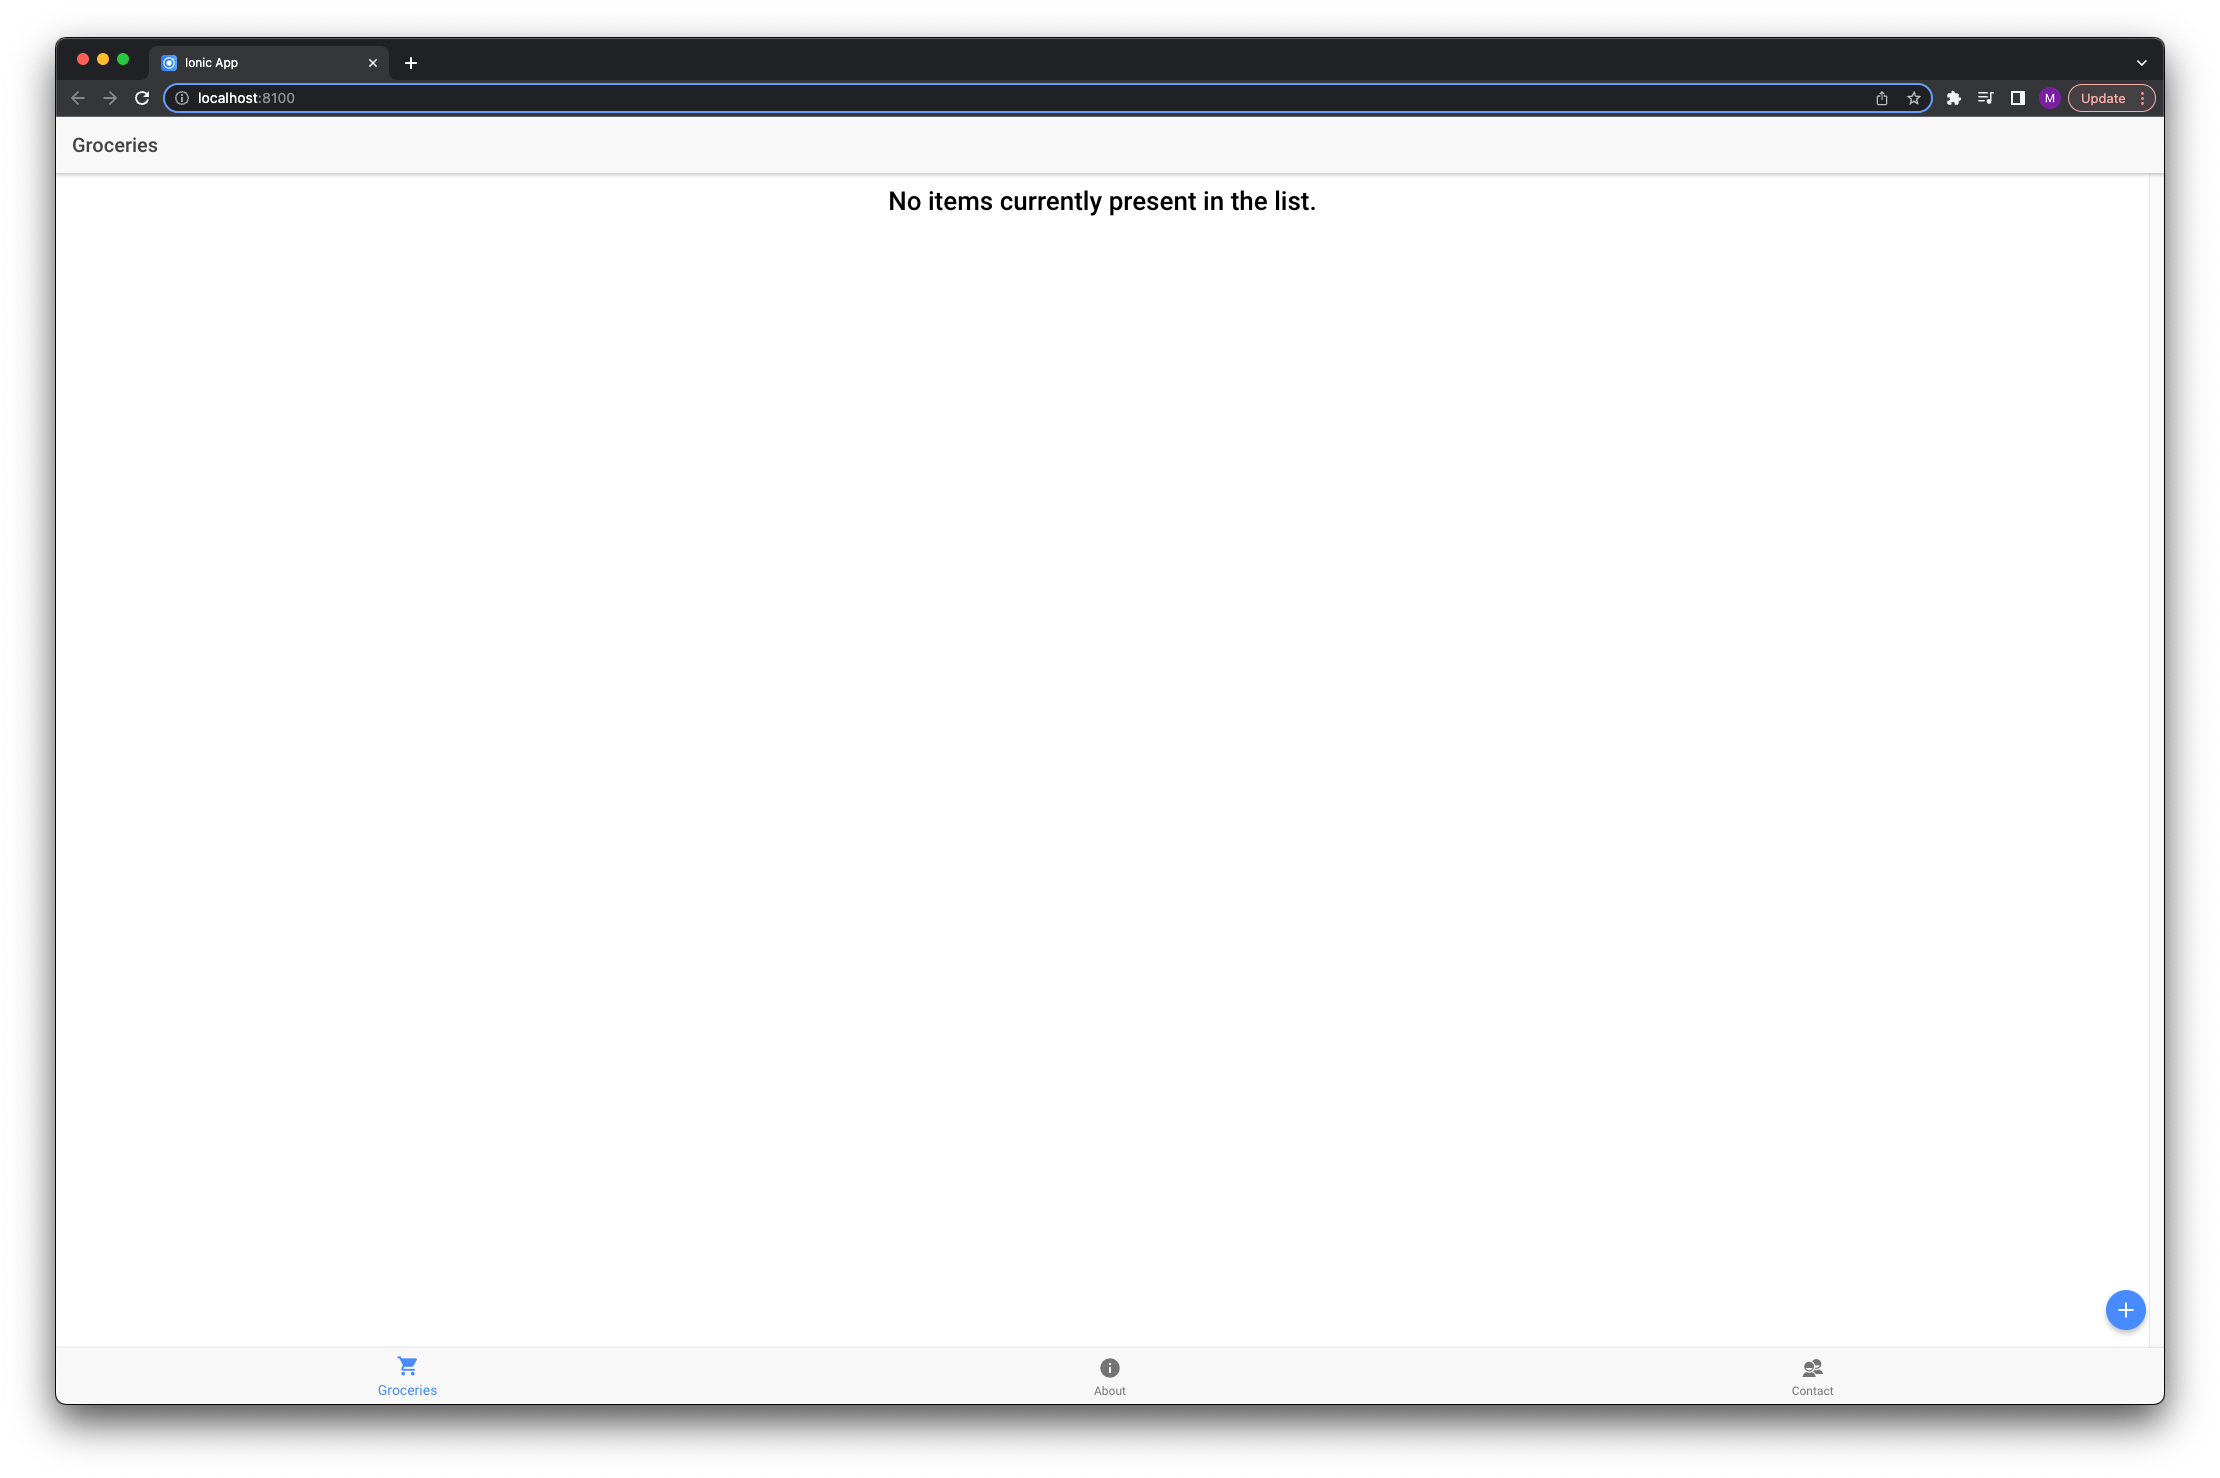 Ionic App
localhost:8100
M
Update
Groceries
No items currently present in the list.
Groceries
About
Contact